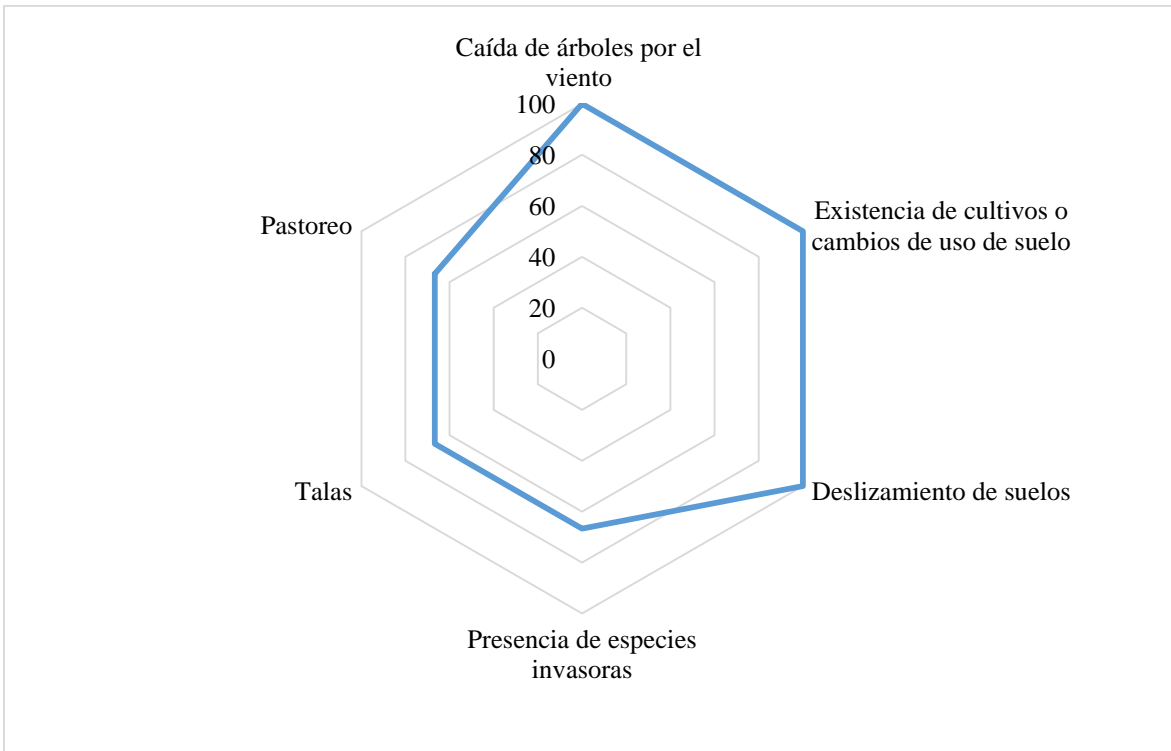 Caída de árboles por el
viento
100
80
60
40
20
0
Existencia de cultivos o
cambios de uso de suelo
Pastoreo
Talas
Deslizamiento de suelos
Presencia de especies
invasoras